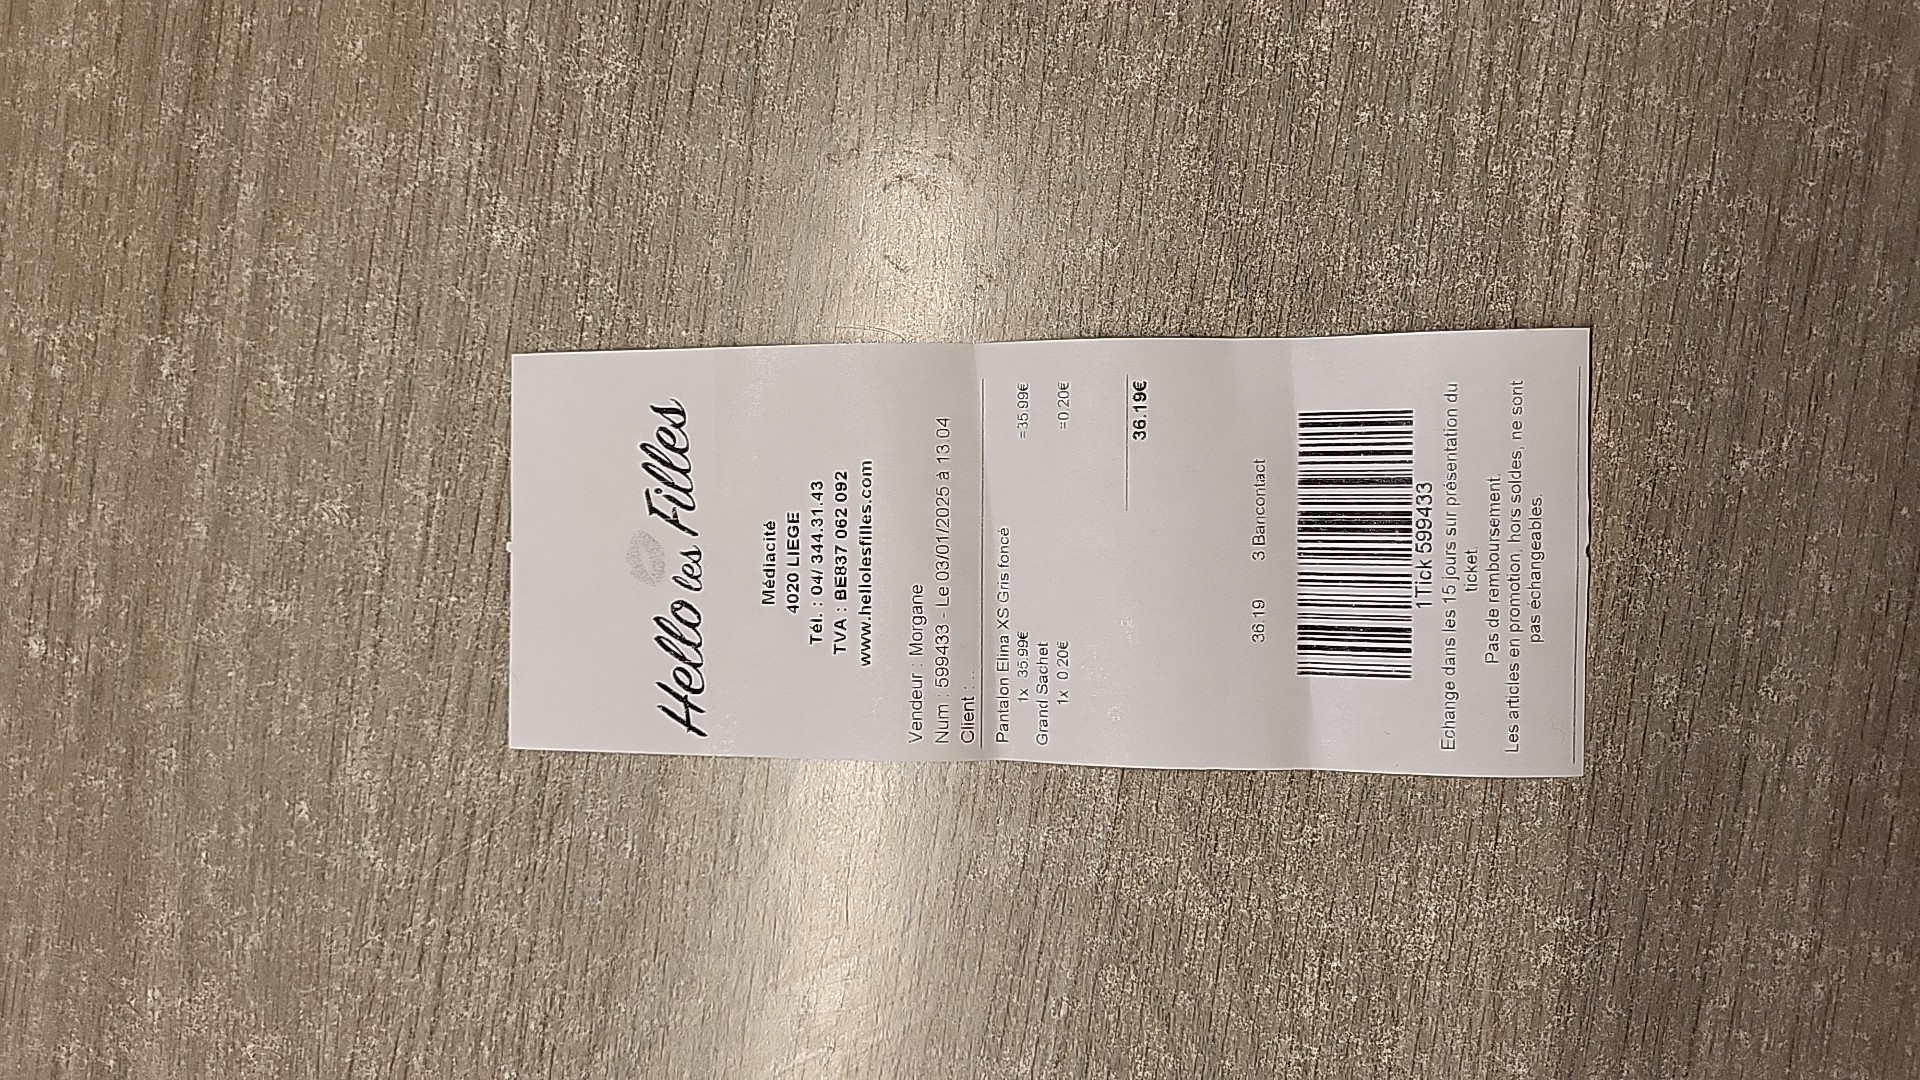 Hello les Filles
Médiacité
4020 LIEGE
Tél. : 04/ 344.31.43
TVA : BE837 062 092
www.hellolesfilles.com
Vendeur : Morgane
Num : 599433 - Le 03/01/2025 à 13:04
Client : ..
Pantalon Elina XS Gris foncé
1x 35.99€ =35.99€
Grand Sachet
1x 0.20€ =0.20€
36.19€
36.19 3 Bancontact
1Tick 599433
Echange dans les 15 jours sur présentation du
ticket.
Pas de remboursement.
Les articles en promotion, hors soldes, ne sont
pas échangeables.